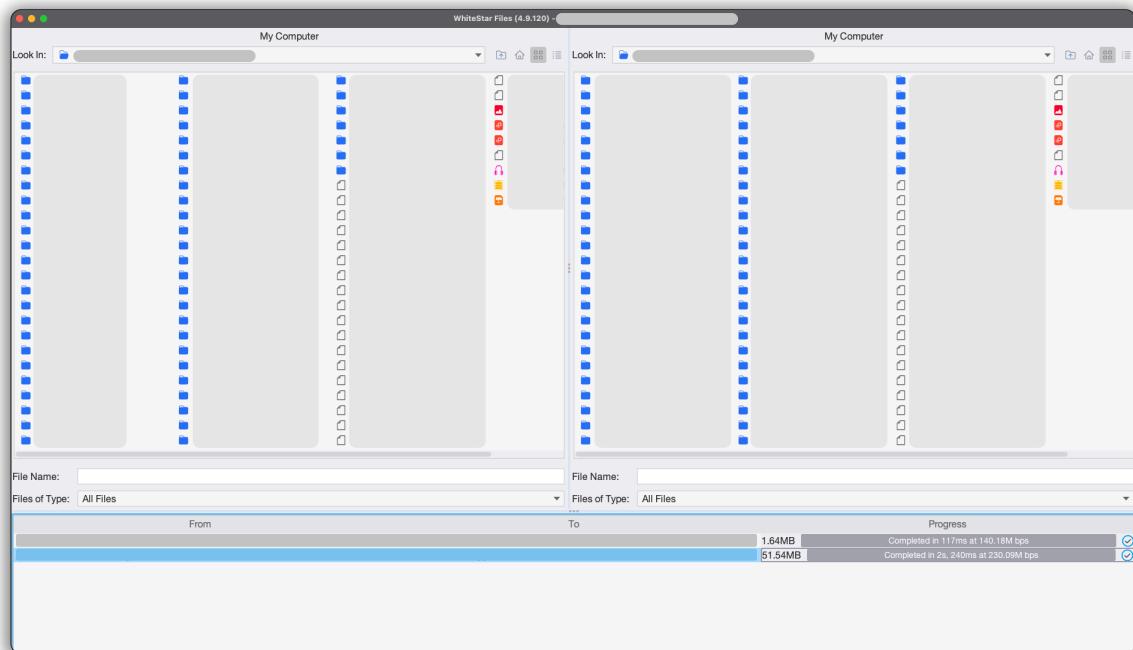 WhiteStar Files (4.9.120) -
My Computer
My Computer
Look In:
Look In:
File Name:
File Name:
Files of Type: All Files
Files of Type: All Files
From To Progress
1.64MB Completed in 117ms at 140.18M bps
51.54MB Completed in 2s, 240ms at 230.09M bps